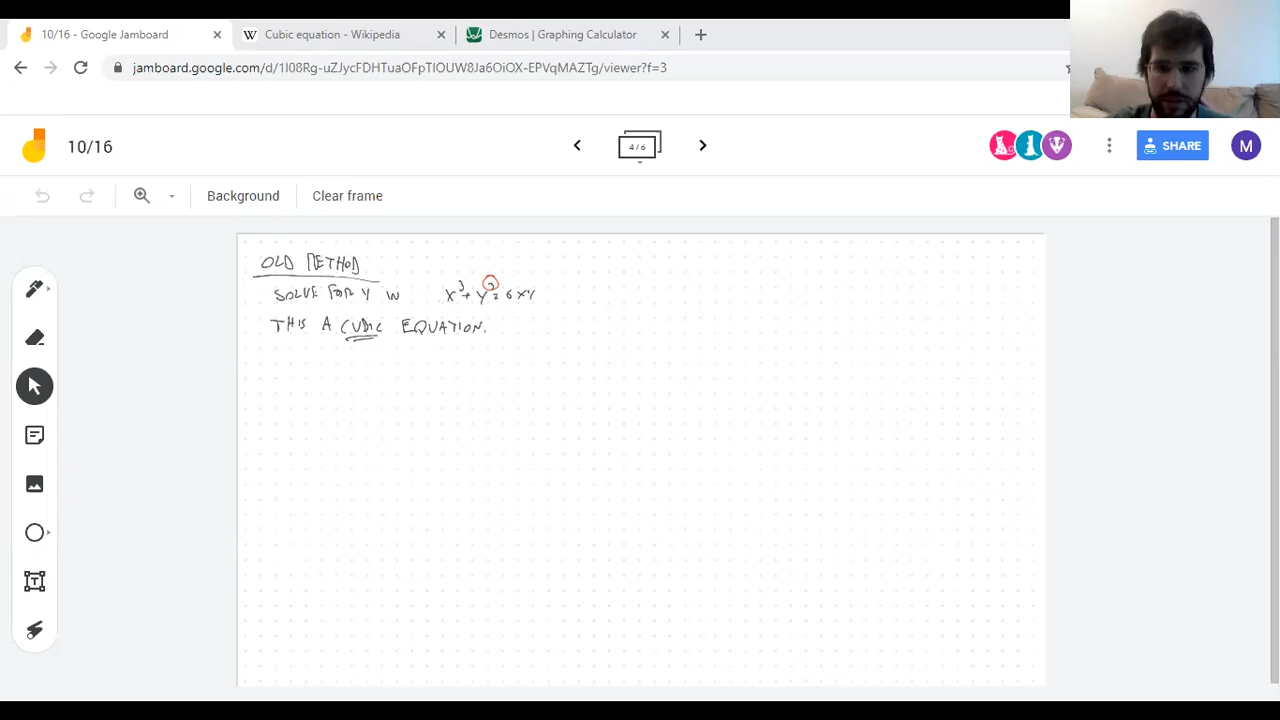 10/16 - Google Jamboard
Cubic equation - Wikipedia
Desmos | Graphing Calculator
jamboard.google.com/d/1I08Rg-uZJycFDHTuaOFpTIOUW8Ja6OiOX-EPVqMAZTg/viewer?f=3
10/16
4 / 6
SHARE
M
Background
Clear frame
OLD METHOD
SOLVE FOR Y IN x³ + y³ = 6xy
THIS A CUBIC EQUATION.